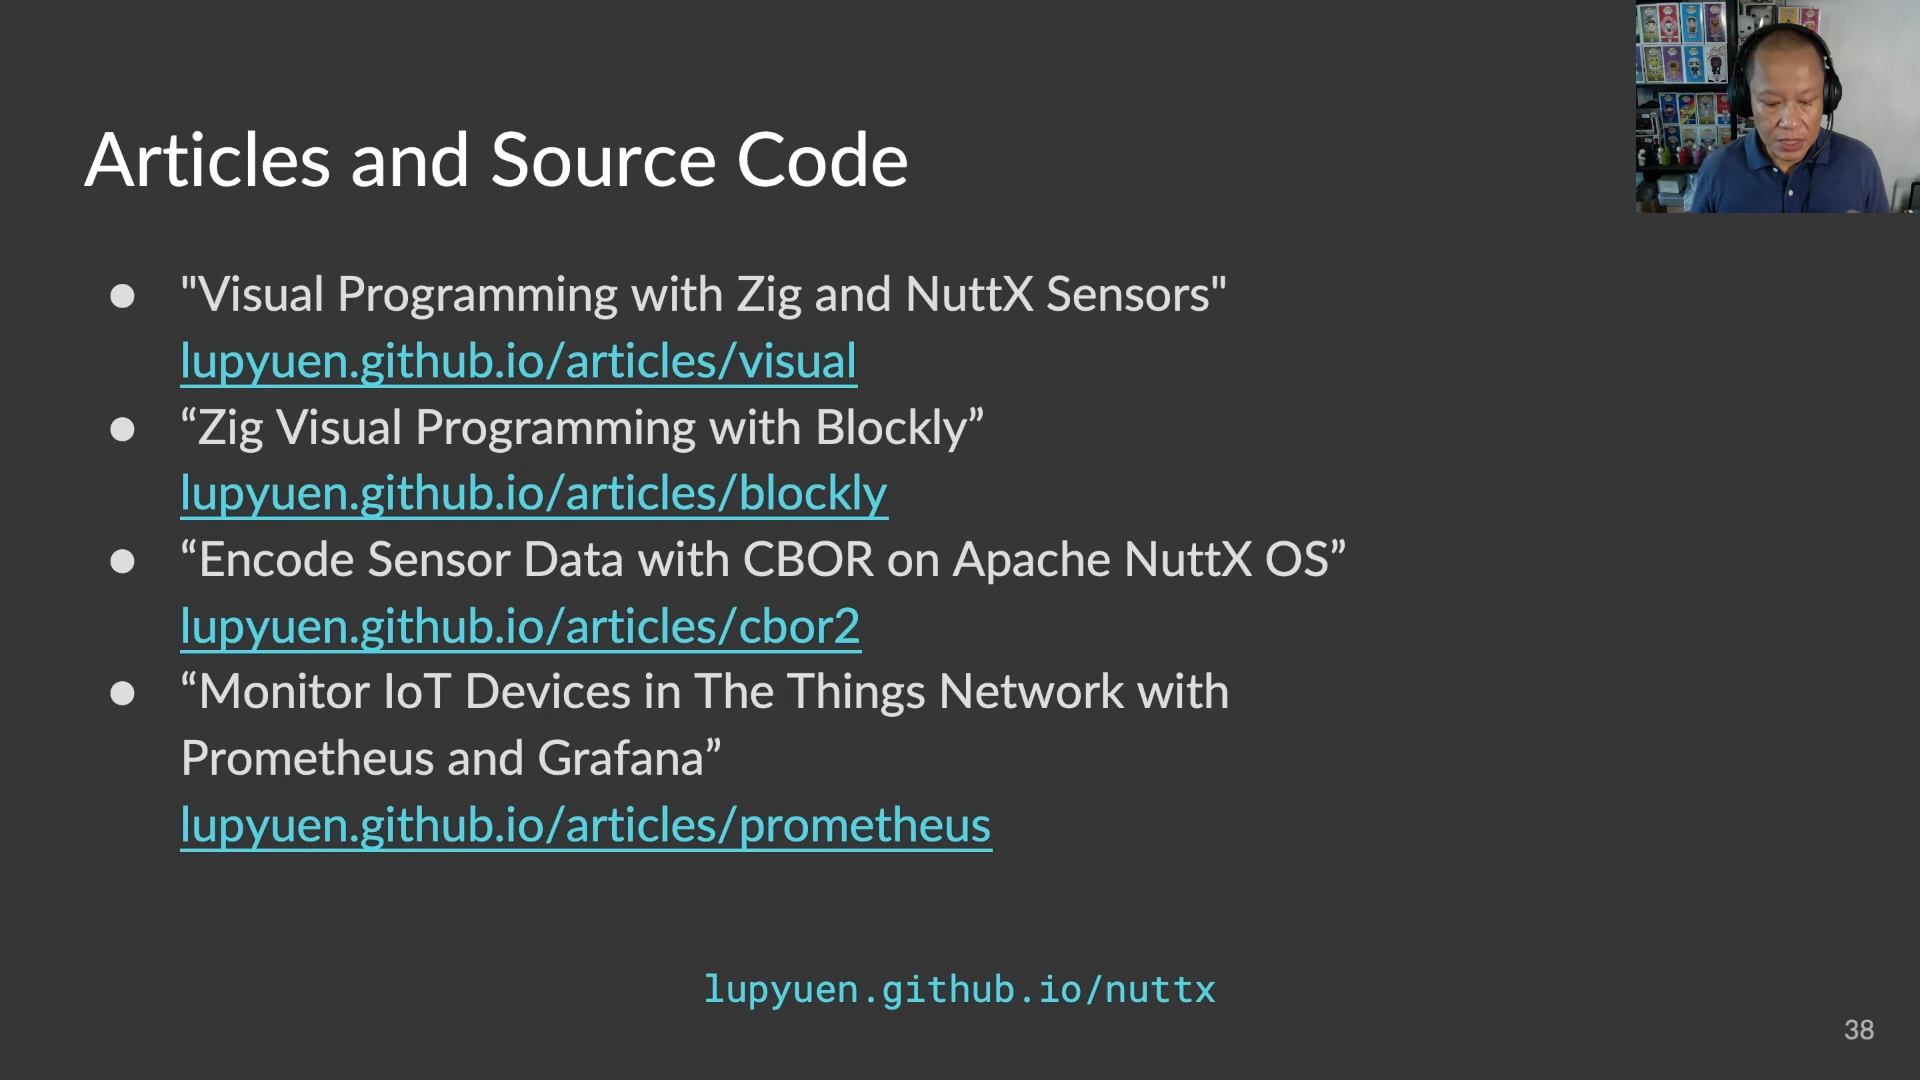 Articles and Source Code
● "Visual Programming with Zig and NuttX Sensors"
lupyuen.github.io/articles/visual
● “Zig Visual Programming with Blockly”
lupyuen.github.io/articles/blockly
● “Encode Sensor Data with CBOR on Apache NuttX OS”
lupyuen.github.io/articles/cbor2
● “Monitor IoT Devices in The Things Network with
Prometheus and Grafana”
lupyuen.github.io/articles/prometheus
lupyuen.github.io/nuttx
38